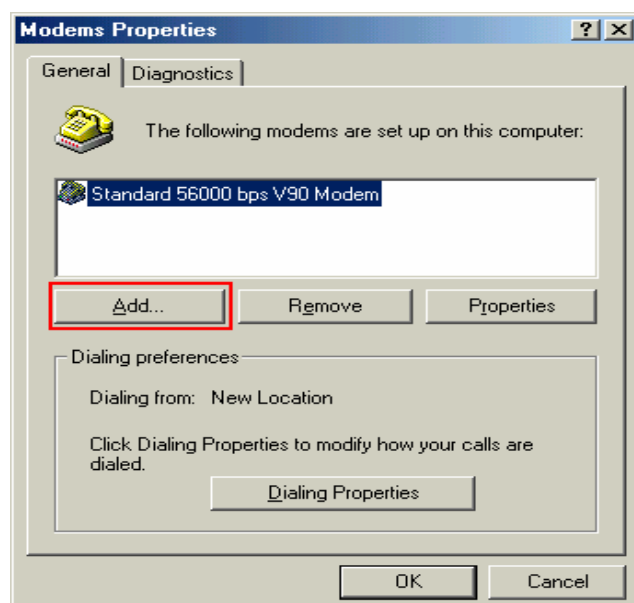 Modems Properties
General
Diagnostics
The following modems are set up on this computer:
Standard 56000 bps V90 Modem
Add...
Remove
Properties
Dialing preferences
Dialing from: New Location
Click Dialing Properties to modify how your calls are
dialed.
Dialing Properties
OK
Cancel